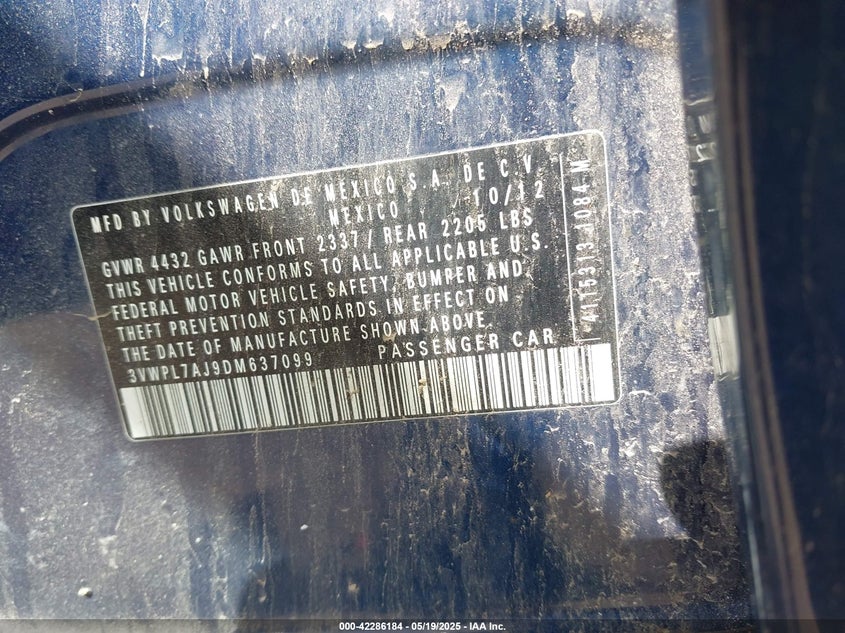 MFD BY VOLKSWAGEN DE MEXICO S.A. DE C.V.
MEXICO 10/12
GVWR 4432 GAWR FRONT 2337 / REAR 2205 LBS
THIS VEHICLE CONFORMS TO ALL APPLICABLE U.S.
FEDERAL MOTOR VEHICLE SAFETY, BUMPER AND
THEFT PREVENTION STANDARDS IN EFFECT ON
THE DATE OF MANUFACTURE SHOWN ABOVE.
3VWPL7AJ9DM637099 PASSENGER CAR
000-42286184 - 05/19/2025 - IAA Inc.